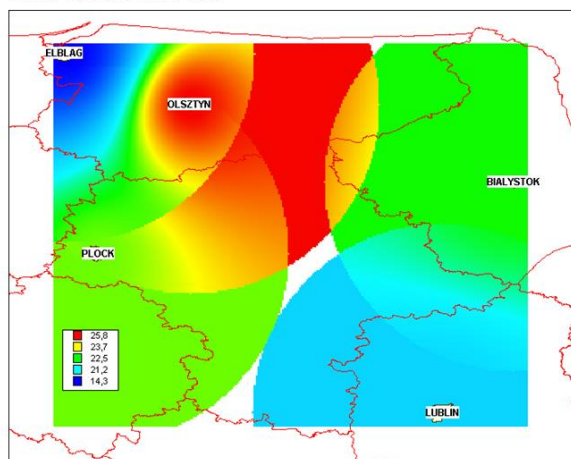 ELBLAG
OLSZTYN
BIALYSTOK
PLOCK
25,8
23,7
22,5
21,2
14,3
LUBLIN